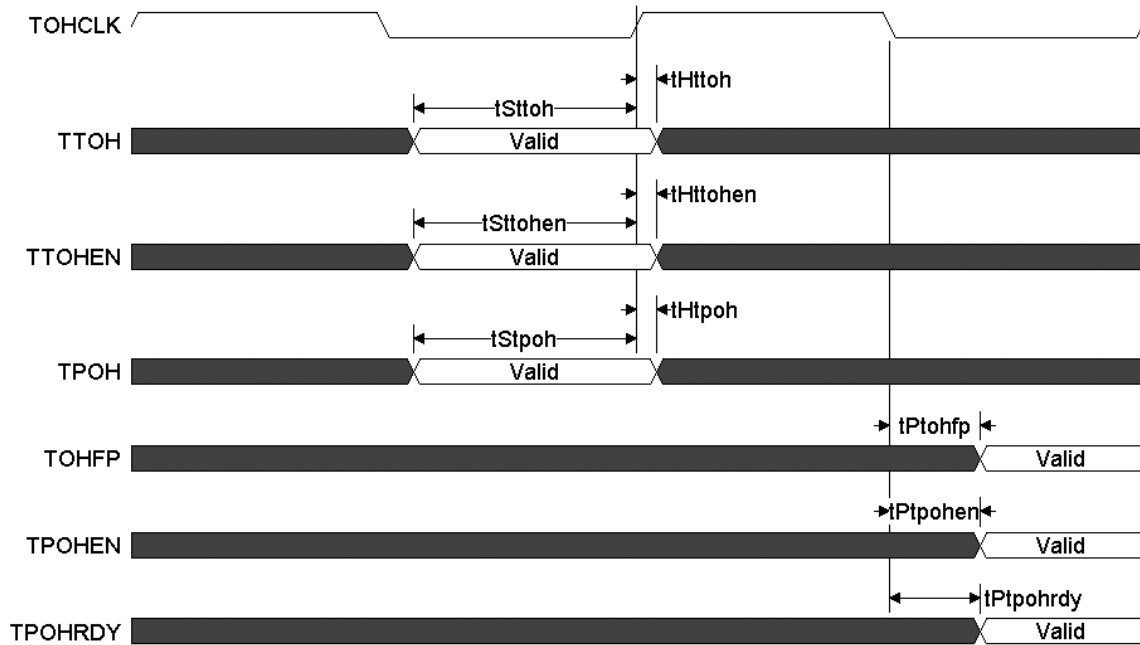 TOHCLK
tHttoh
tSttoh
TTOH
Valid
tHttohen
tSttohen
TTOHEN
Valid
tHtpoh
tStpoh
TPOH
Valid
tPtohfp
TOHFP
Valid
tPtpohen
TPOHEN
Valid
tPtpohrdy
TPOHRDY
Valid